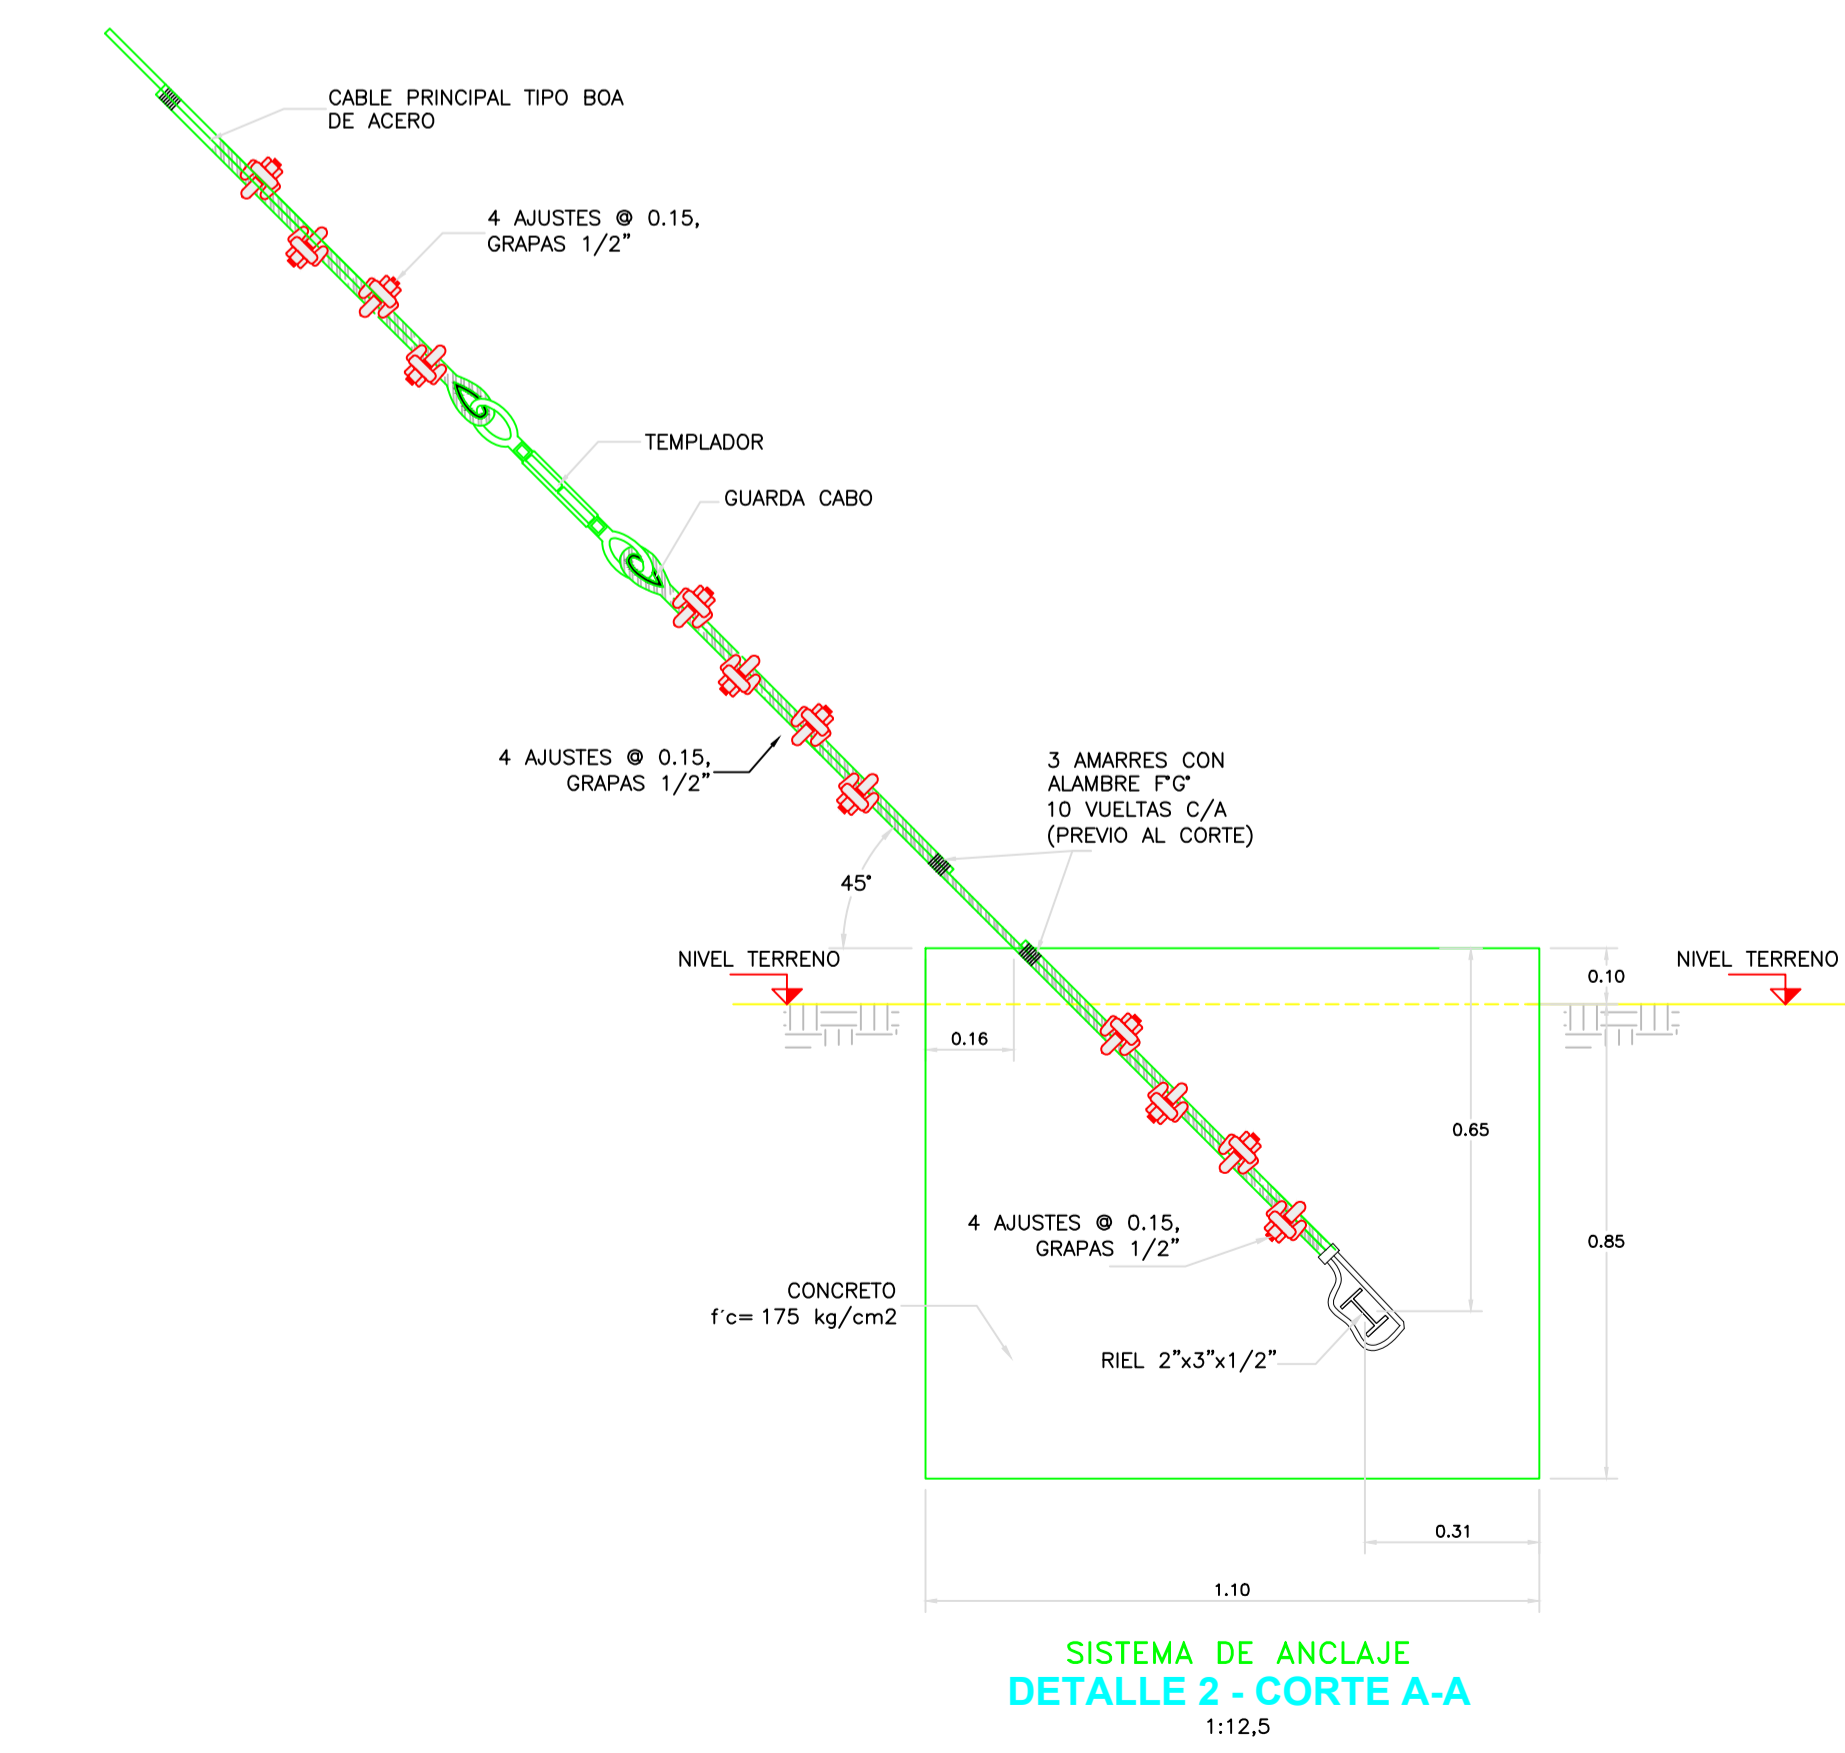 CABLE PRINCIPAL TIPO BOA
DE ACERO
4 AJUSTES @ 0.15,
GRAPAS 1/2”
TEMPLADOR
GUARDA CABO
4 AJUSTES @ 0.15,
GRAPAS 1/2”
3 AMARRES CON
ALAMBRE F°G°
10 VUELTAS C/A
(PREVIO AL CORTE)
45°
NIVEL TERRENO
NIVEL TERRENO
0.10
0.16
0.65
4 AJUSTES @ 0.15,
GRAPAS 1/2”
0.85
CONCRETO
f´c= 175 kg/cm2
RIEL 2”x3”x1/2”
0.31
1.10
SISTEMA DE ANCLAJE
DETALLE 2 - CORTE A-A
1:12,5